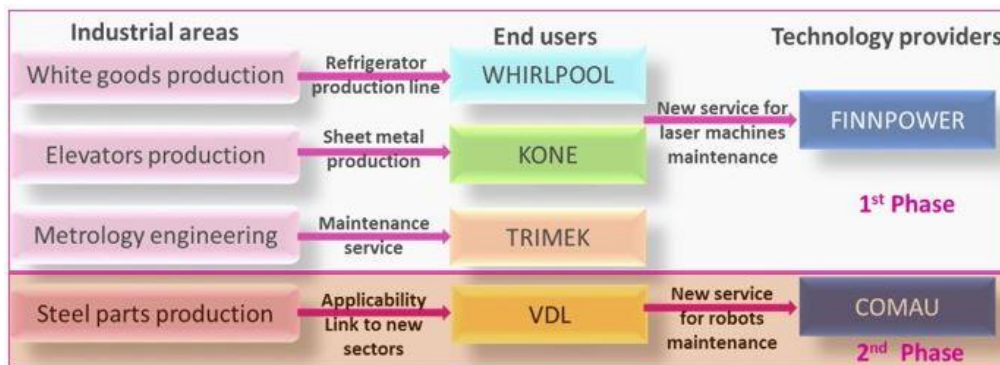 Industrial areas
End users
Technology providers
White goods production
Refrigerator
production line
WHIRLPOOL
New service for
laser machines
maintenance
FINNPOWER
Elevators production
Sheet metal
production
KONE
1st Phase
Metrology engineering
Maintenance
service
TRIMEK
Steel parts production
Applicability
Link to new
sectors
VDL
New service
for robots
maintenance
COMAU
2nd Phase